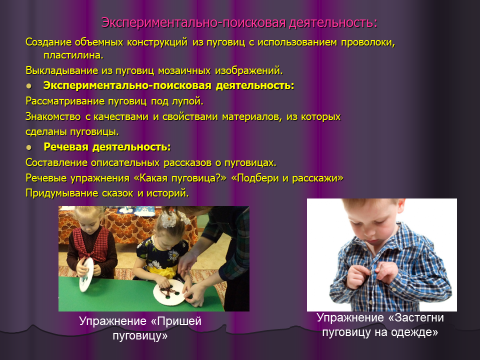 Экспериментально-поисковая деятельность:
Создание объемных конструкций из пуговиц с использованием проволоки,
пластилина.
Выкладывание из пуговиц мозаичных изображений.
Экспериментально-поисковая деятельность:
Рассматривание пуговиц под лупой.
Знакомство с качествами и свойствами материалов, из которых
сделаны пуговицы.
Речевая деятельность:
Составление описательных рассказов о пуговицах.
Речевые упражнения «Какая пуговица?» «Подбери и расскажи»
Придумывание сказок и историй.
Упражнение «Пришей
пуговицу»
Упражнение «Застегни
пуговицу на одежде»